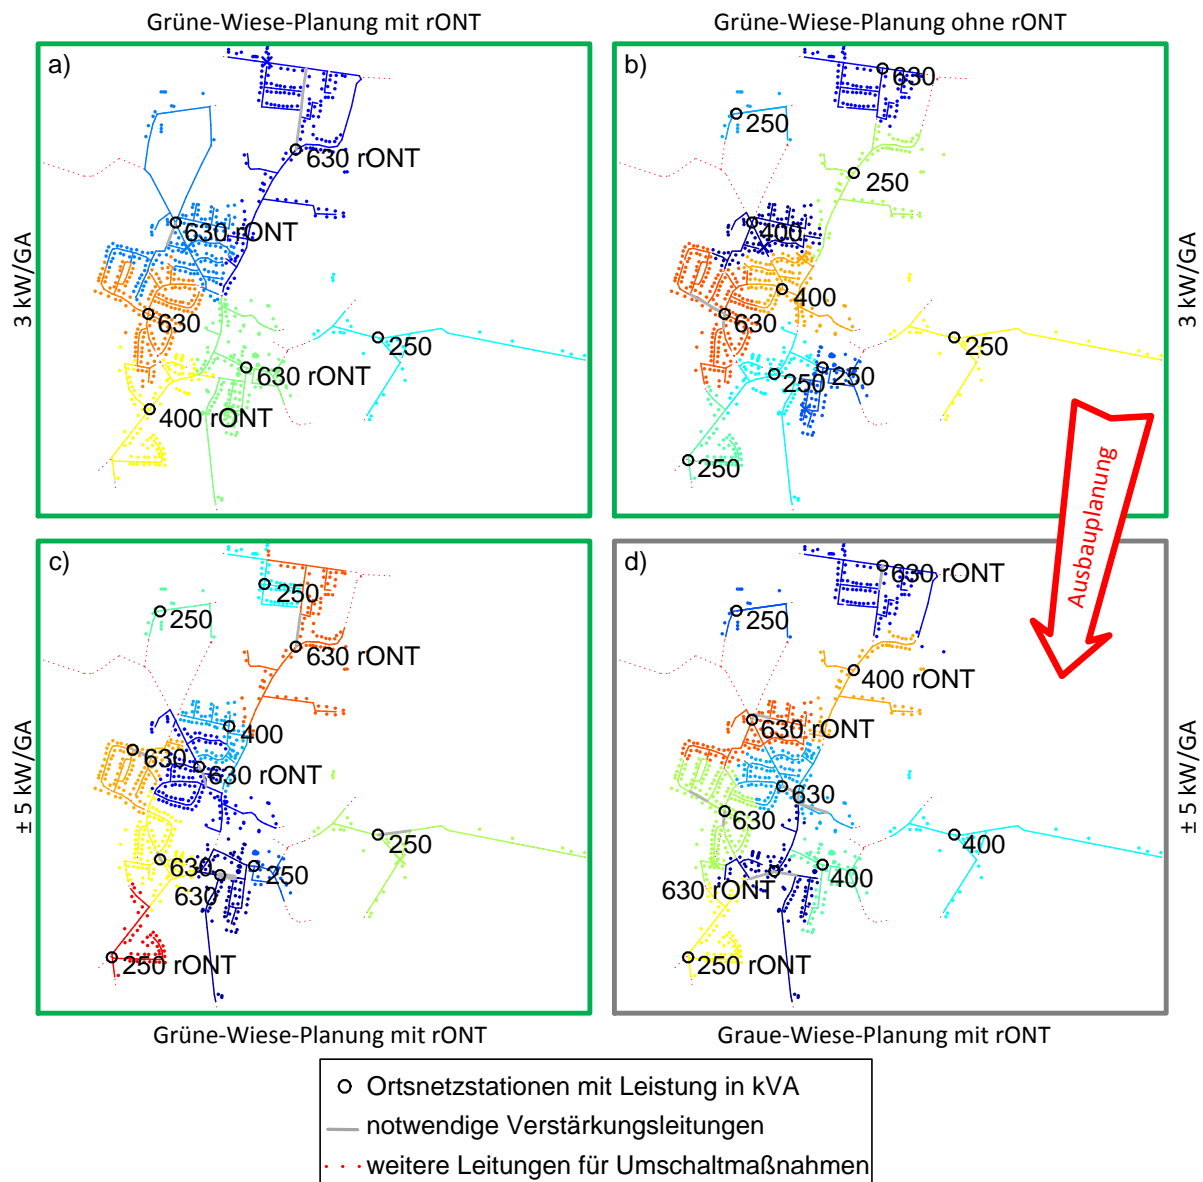 Grüne-Wiese-Planung mit rONT
Grüne-Wiese-Planung ohne rONT
3 kW/GA
a)
630 rONT
630 rONT
630
250
630 rONT
400 rONT
b)
630
250
250
400
400
630
250
250
250
250
3 kW/GA
Ausbauplanung
± 5 kW/GA
c)
250
250
630 rONT
400
630
630 rONT
250
630
250
630
250 rONT
d)
630 rONT
250
400 rONT
630 rONT
630
630
400
400
630 rONT
250 rONT
± 5 kW/GA
Grüne-Wiese-Planung mit rONT
Graue-Wiese-Planung mit rONT
Ortsnetzstationen mit Leistung in kVA
notwendige Verstärkungsleitungen
weitere Leitungen für Umschaltmaßnahmen